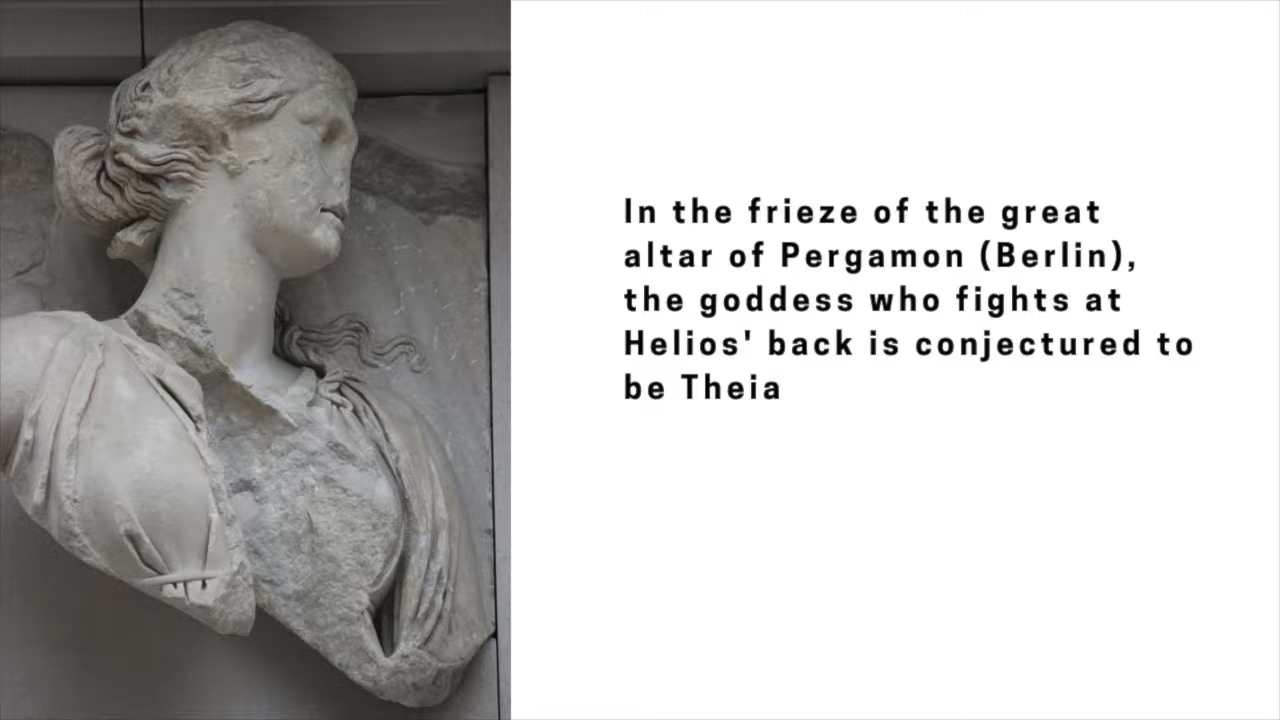 In the frieze of the great
altar of Pergamon (Berlin),
the goddess who fights at
Helios' back is conjectured to
be Theia